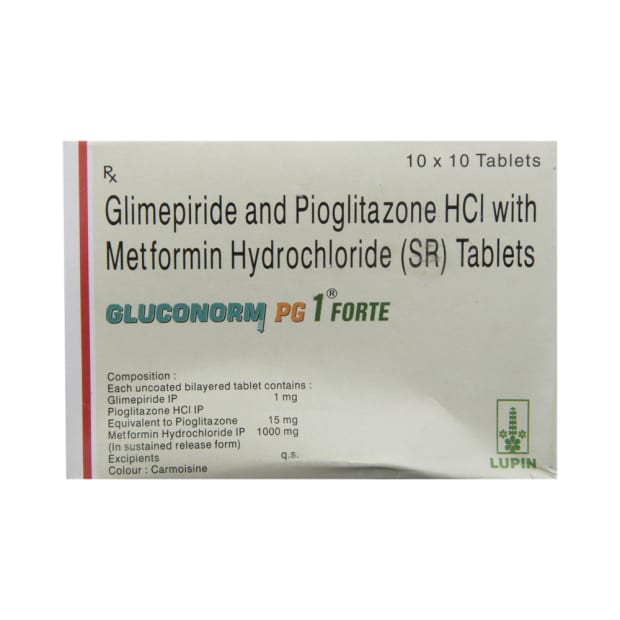 Rx
10 x 10 Tablets
Glimepiride and Pioglitazone HCl with
Metformin Hydrochloride (SR) Tablets
GLUCONORM PG 1® FORTE
Composition :
Each uncoated bilayered tablet contains :
Glimepiride IP 1 mg
Pioglitazone HCl IP
Equivalent to Pioglitazone 15 mg
Metformin Hydrochloride IP 1000 mg
(In sustained release form)
Excipients q.s.
Colour : Carmoisine
LUPIN